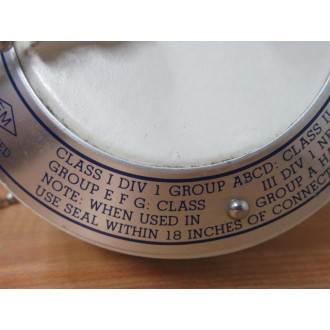 FM
CLASS I DIV 1 GROUP ABCD: CLASS II
GROUP E F G: CLASS III DIV 1
NOTE: WHEN USED IN GROUP A
USE SEAL WITHIN 18 INCHES OF